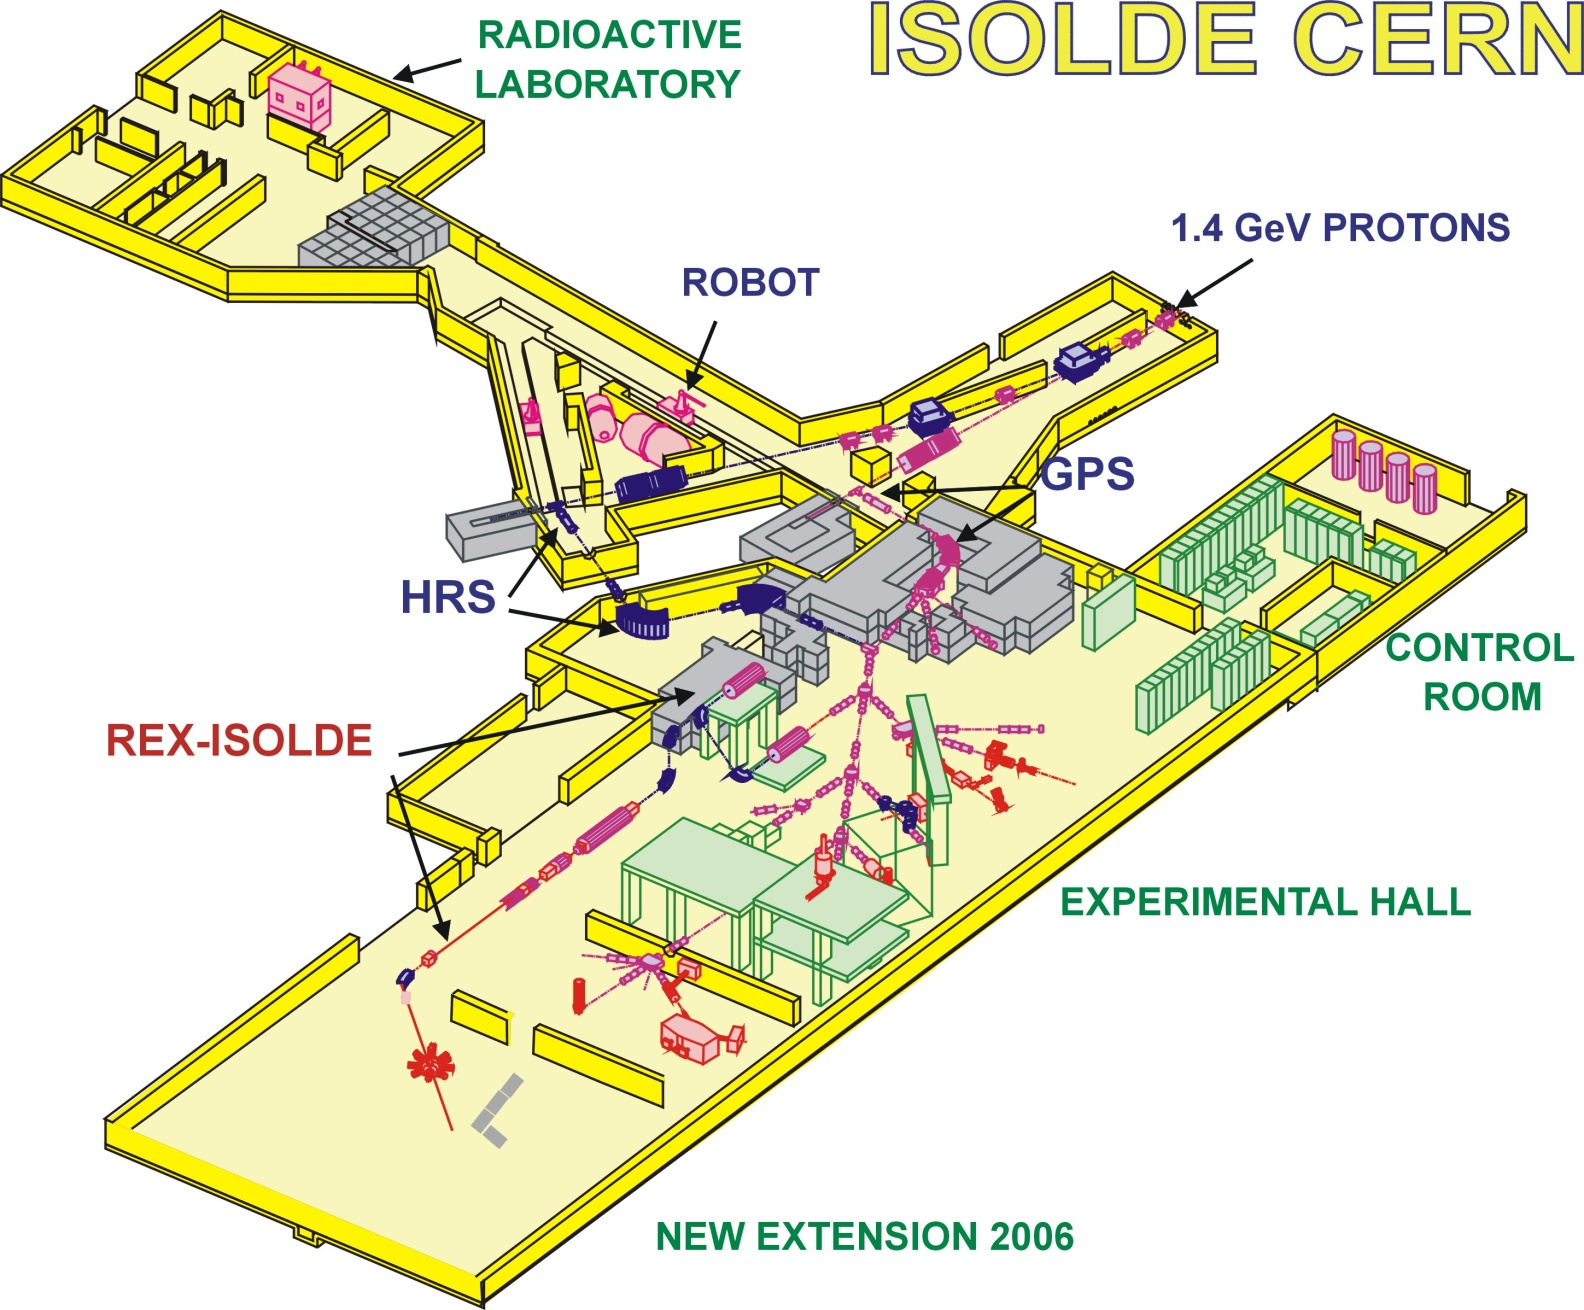 ISOLDE CERN
RADIOACTIVE
LABORATORY
1.4 GeV PROTONS
ROBOT
GPS
HRS
CONTROL
ROOM
REX-ISOLDE
EXPERIMENTAL HALL
NEW EXTENSION 2006